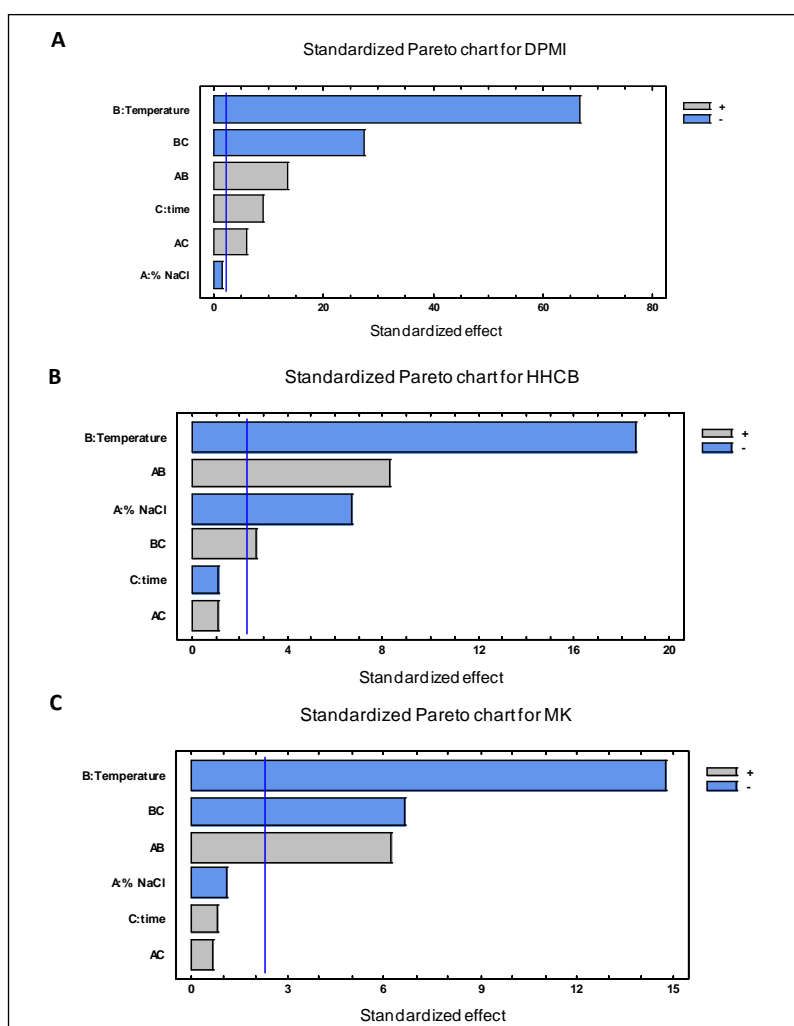 A
Standardized Pareto chart for DPMI
B:Temperature
BC
AB
C:time
AC
A:% NaCl
+
-
0 20 40 60 80
Standardized effect
B
Standardized Pareto chart for HHCB
B:Temperature
AB
A:% NaCl
BC
C:time
AC
+
-
0 4 8 12 16 20
Standardized effect
C
Standardized Pareto chart for MK
B:Temperature
BC
AB
A:% NaCl
C:time
AC
+
-
0 3 6 9 12 15
Standardized effect